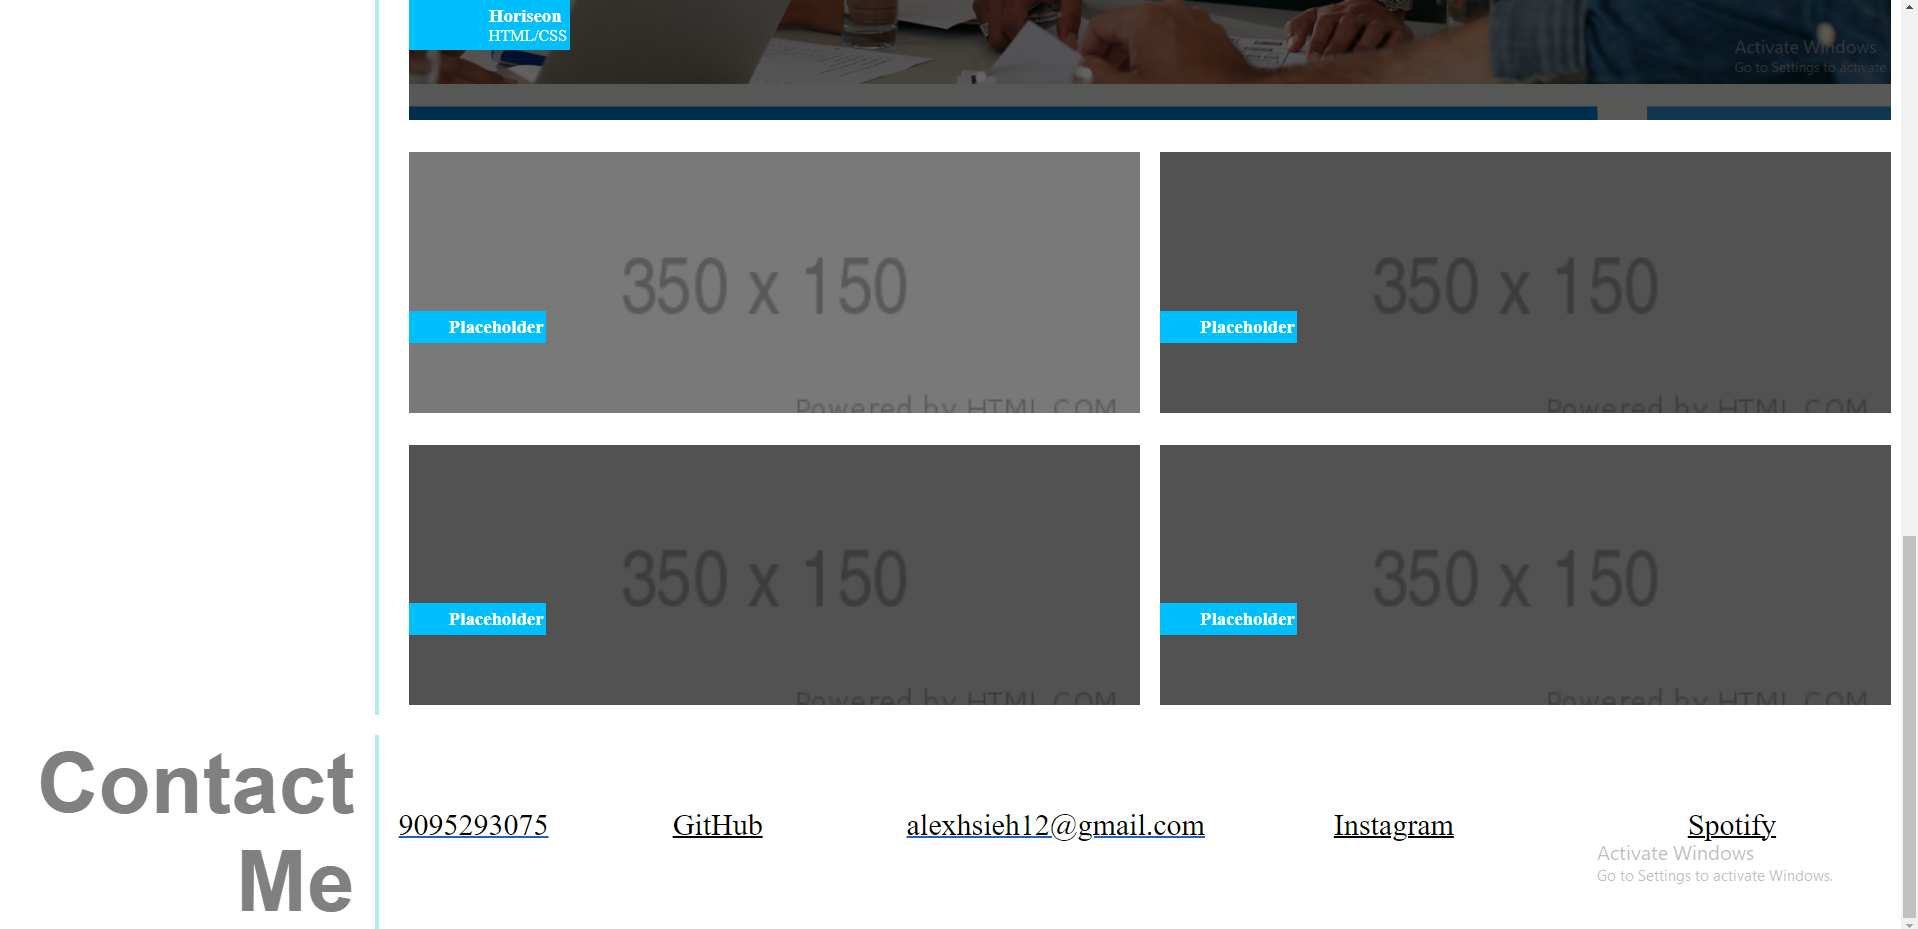 Horiseon
HTML/CSS
Activate Windows
Go to Settings to activate
350 x 150
Placeholder
Powered by HTML.COM
350 x 150
Placeholder
Powered by HTML.COM
350 x 150
Placeholder
Powered by HTML.COM
350 x 150
Placeholder
Powered by HTML.COM
Contact
Me
9095293075 GitHub alexhsieh12@gmail.com Instagram Spotify
Activate Windows
Go to Settings to activate Windows.